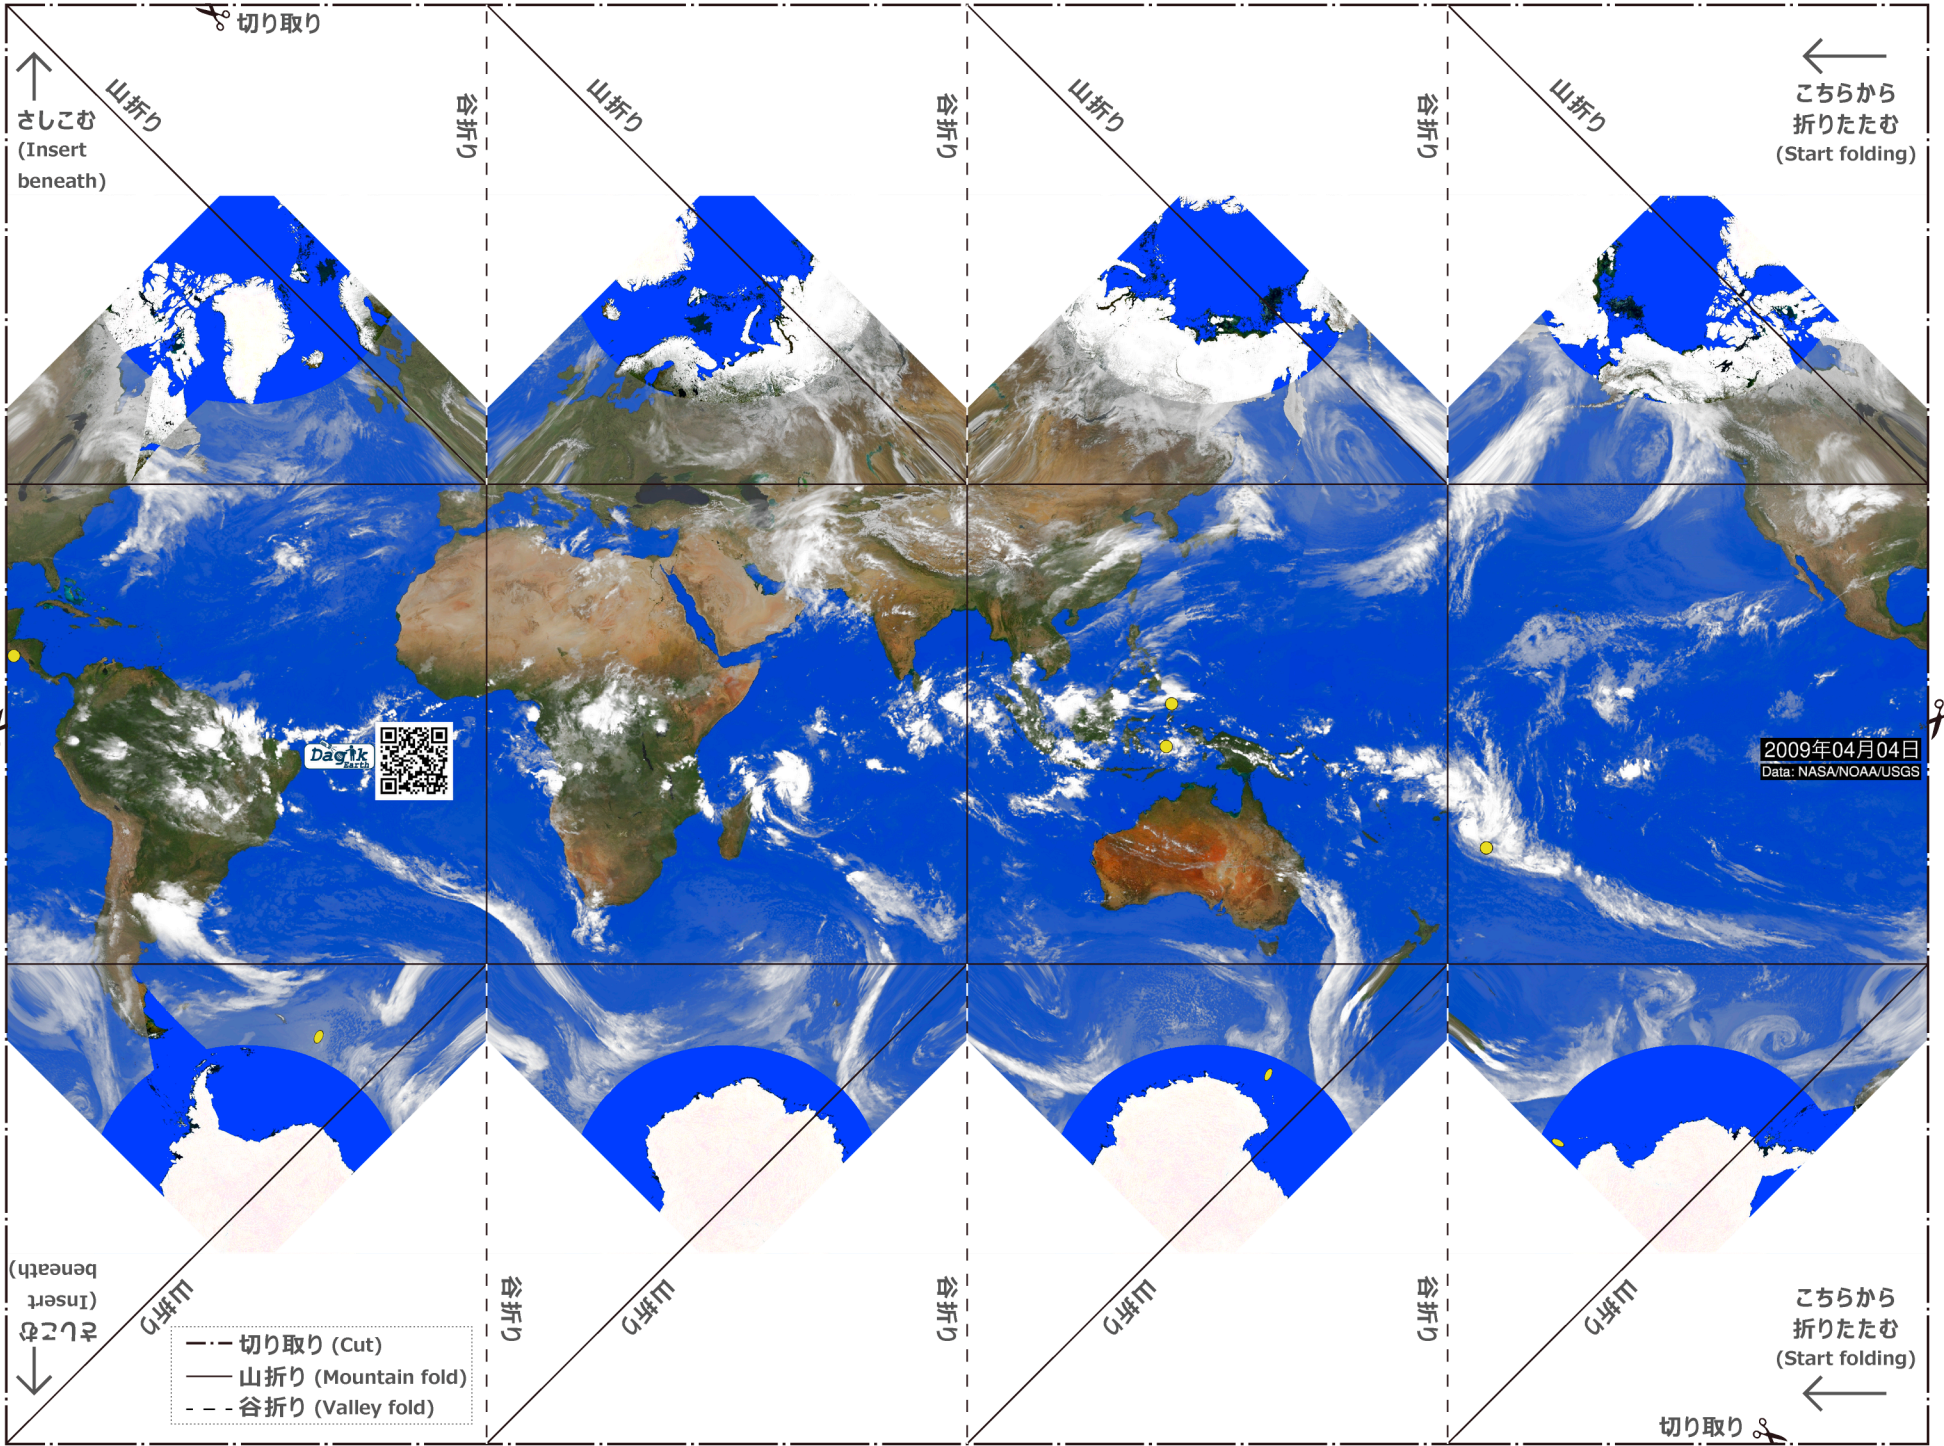 切り取り
さしこむ
(Insert
beneath)
山折り
谷折り
山折り
谷折り
山折り
谷折り
山折り
こちらから
折りたたむ
(Start folding)
Dagik
Earth
2009年04月04日
Data: NASA/NOAA/USGS
さしこむ
(Insert
beneath)
山折り
谷折り
山折り
谷折り
山折り
谷折り
山折り
こちらから
折りたたむ
(Start folding)
切り取り (Cut)
山折り (Mountain fold)
谷折り (Valley fold)
切り取り